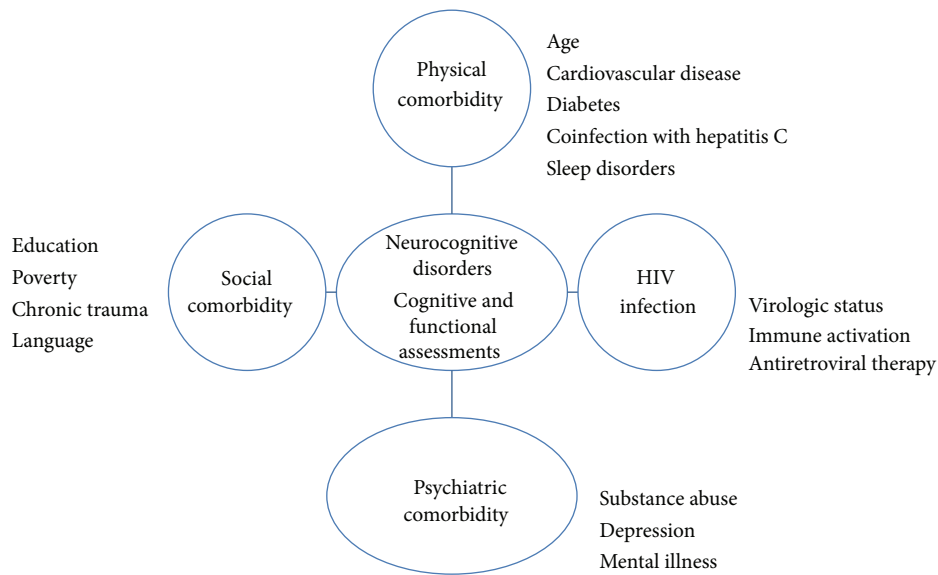 Physical
comorbidity
Age
Cardiovascular disease
Diabetes
Coinfection with hepatitis C
Sleep disorders
Education
Poverty
Chronic trauma
Language
Social
comorbidity
Neurocognitive
disorders
Cognitive and
functional
assessments
HIV
infection
Virologic status
Immune activation
Antiretroviral therapy
Psychiatric
comorbidity
Substance abuse
Depression
Mental illness